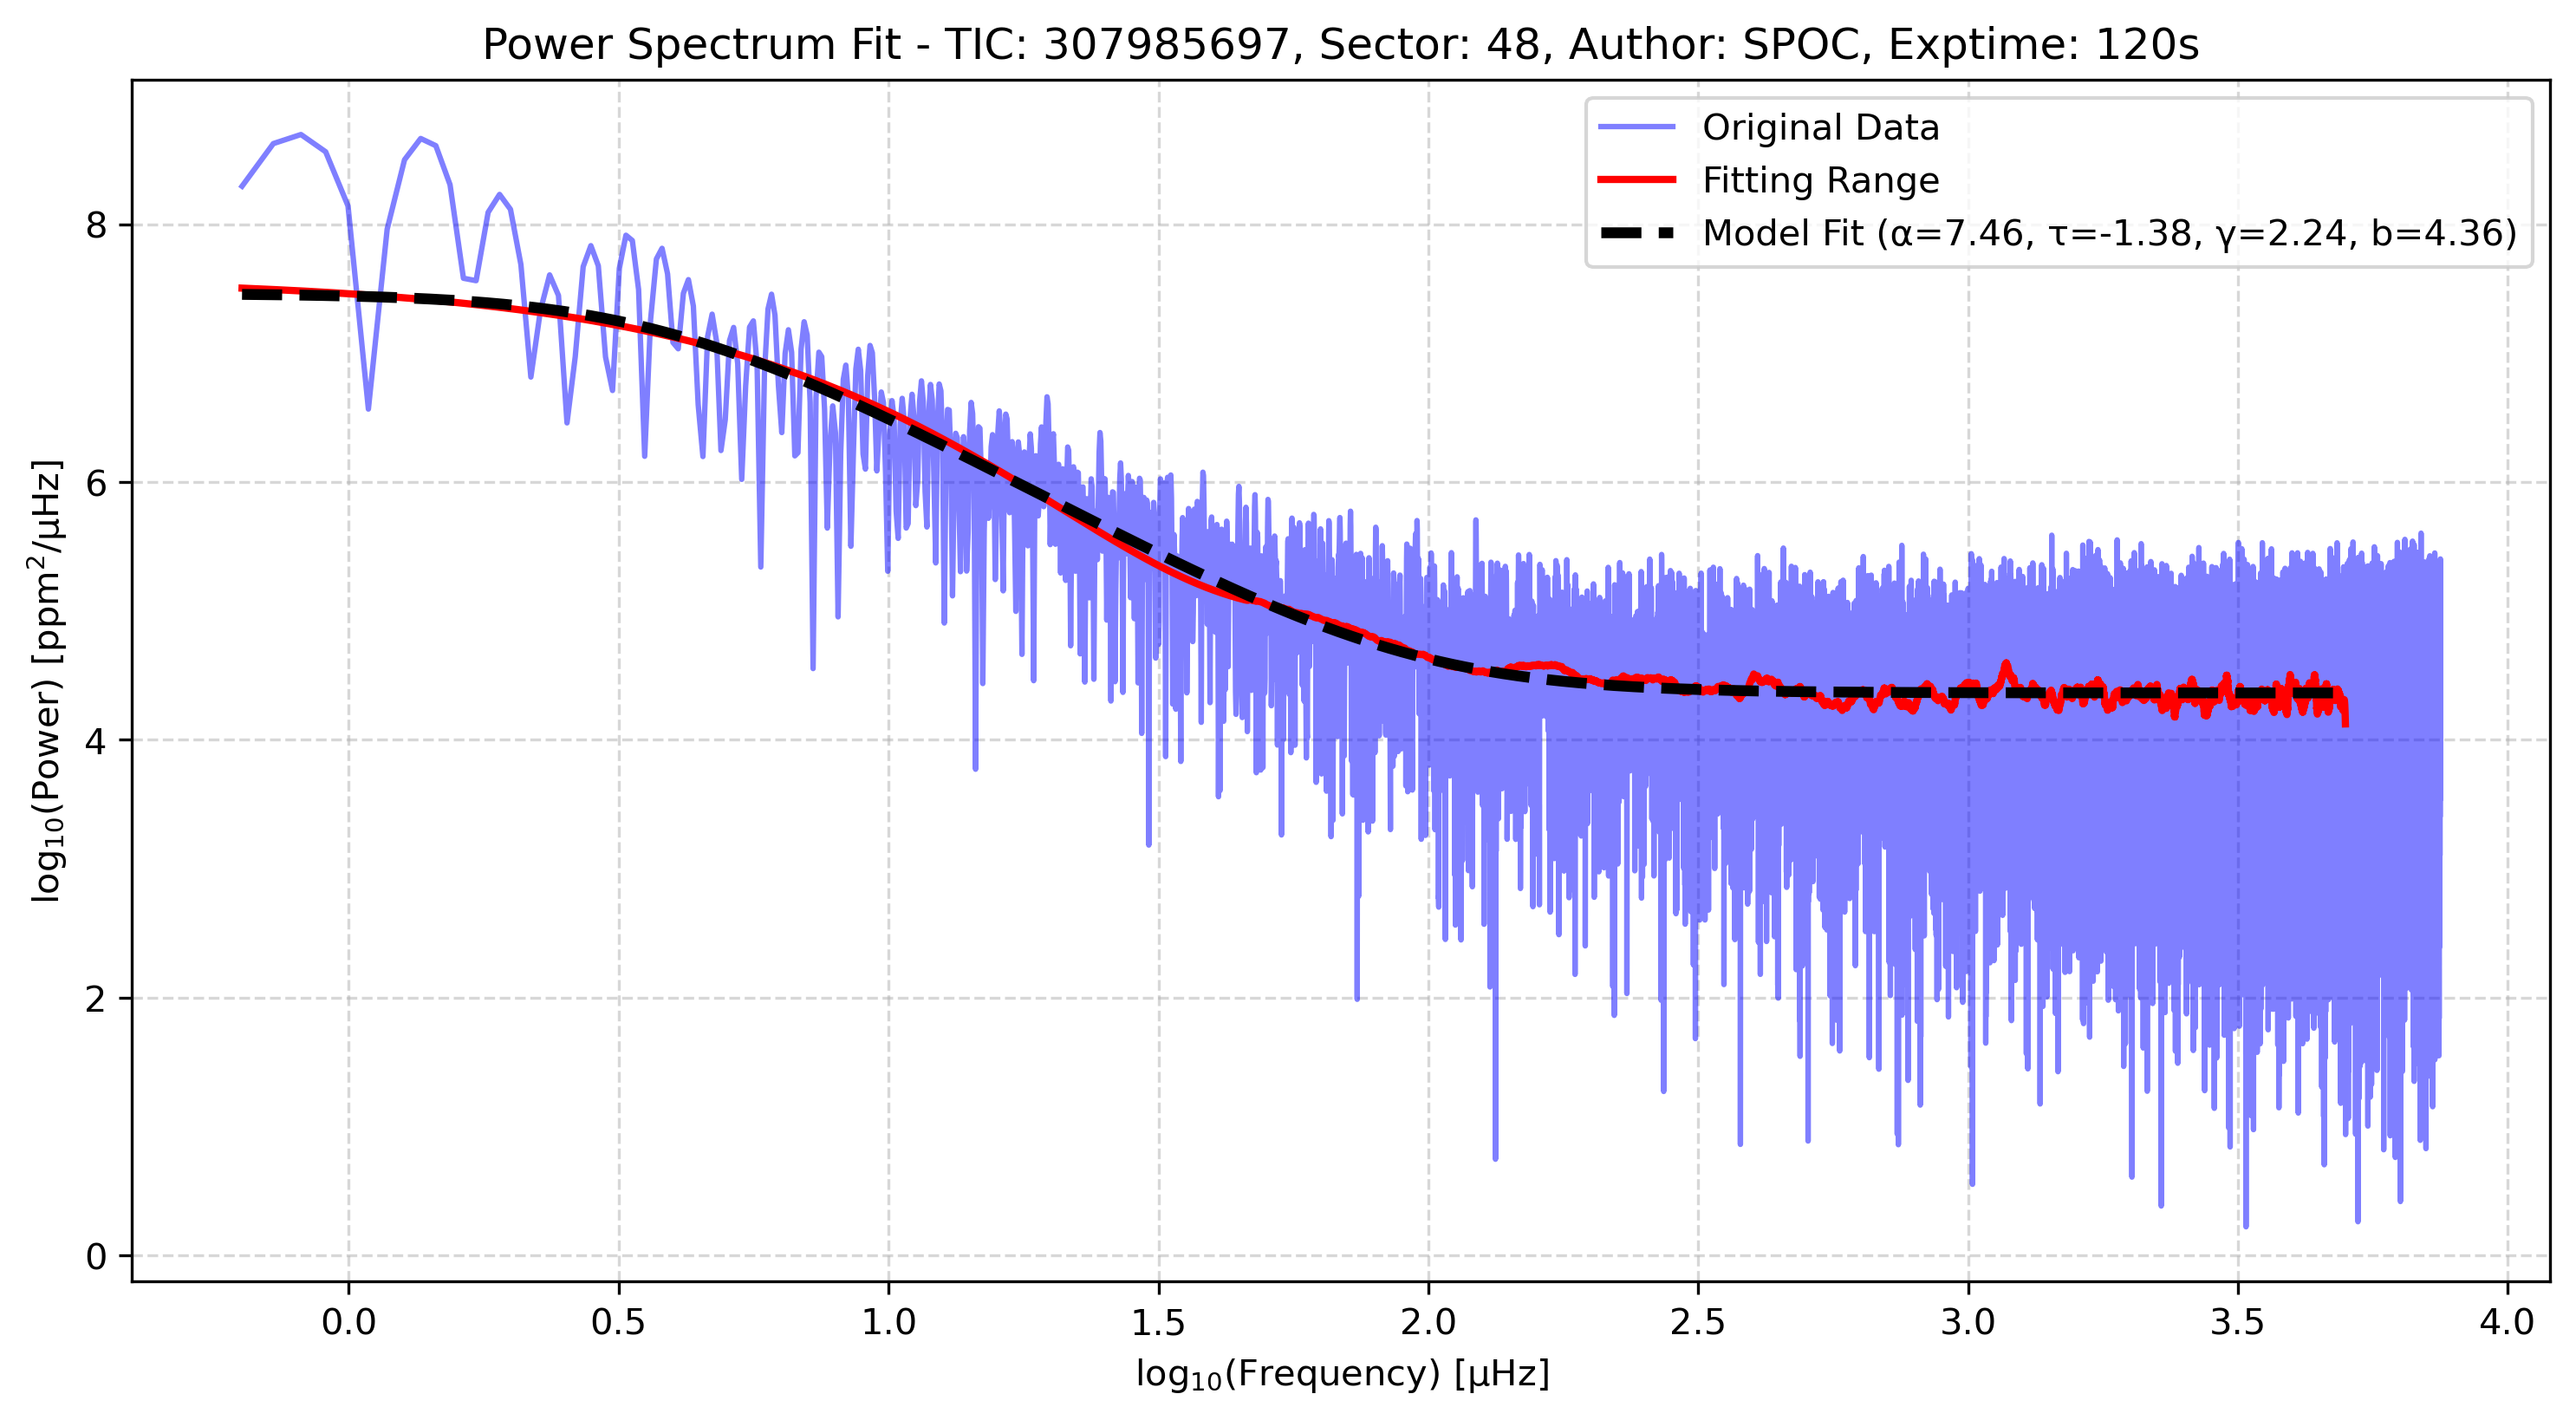 Power Spectrum Fit - TIC: 307985697, Sector: 48, Author: SPOC, Exptime: 120s
Original Data
Fitting Range
Model Fit (α=7.46, τ=-1.38, γ=2.24, b=4.36)
log₁₀(Power) [ppm²/μHz]
8
6
4
2
0
0.0 0.5 1.0 1.5 2.0 2.5 3.0 3.5 4.0
log₁₀(Frequency) [μHz]